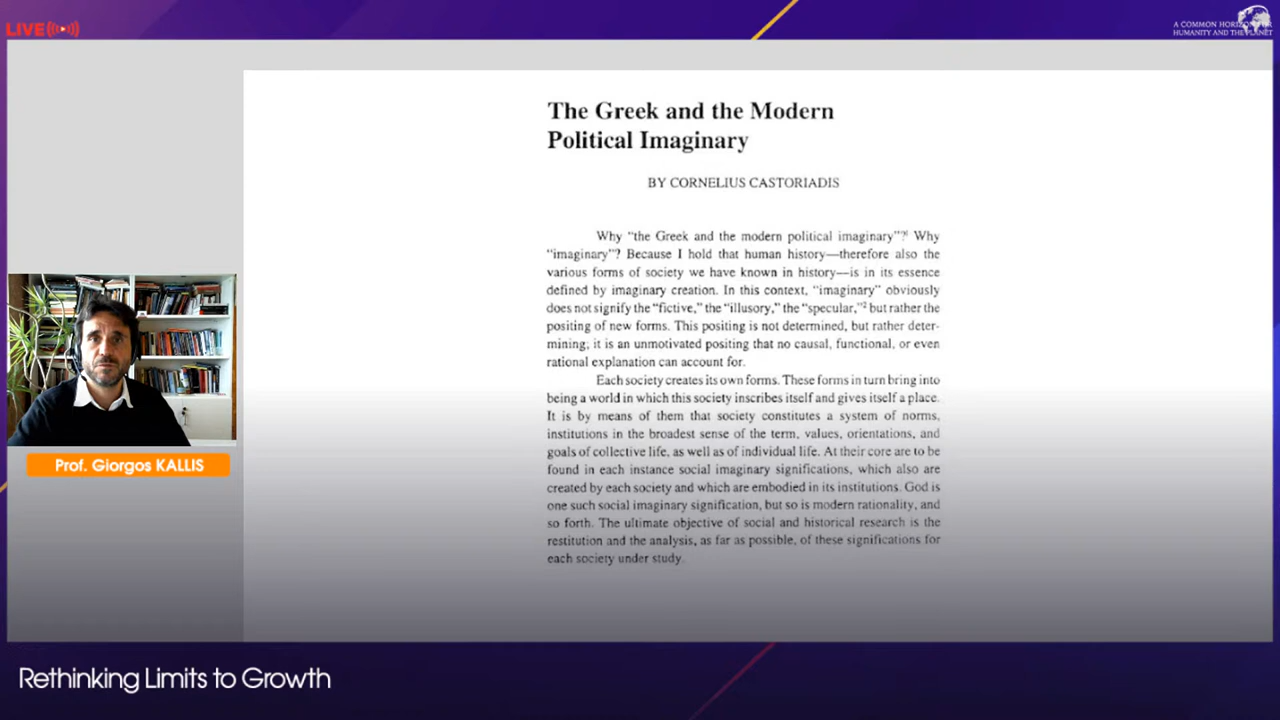 LIVE
A COMMON HORIZON FOR
HUMANITY AND THE PLANET
The Greek and the Modern
Political Imaginary
BY CORNELIUS CASTORIADIS
Why “the Greek and the modern political imaginary”?¹ Why
“imaginary”? Because I hold that human history—therefore also the
various forms of society we have known in history—is in its essence
defined by imaginary creation. In this context, “imaginary” obviously
does not signify the “fictive,” the “illusory,” the “specular,”² but rather the
positing of new forms. This positing is not determined, but rather deter-
mining; it is an unmotivated positing that no causal, functional, or even
rational explanation can account for.
Each society creates its own forms. These forms in turn bring into
being a world in which this society inscribes itself and gives itself a place.
It is by means of them that society constitutes a system of norms,
institutions in the broadest sense of the term, values, orientations, and
goals of collective life, as well as of individual life. At their core are to be
found in each instance social imaginary significations, which also are
created by each society and which are embodied in its institutions. God is
one such social imaginary signification, but so is modern rationality, and
so forth. The ultimate objective of social and historical research is the
restitution and the analysis, as far as possible, of these significations for
each society under study.
Prof. Giorgos KALLIS
Rethinking Limits to Growth